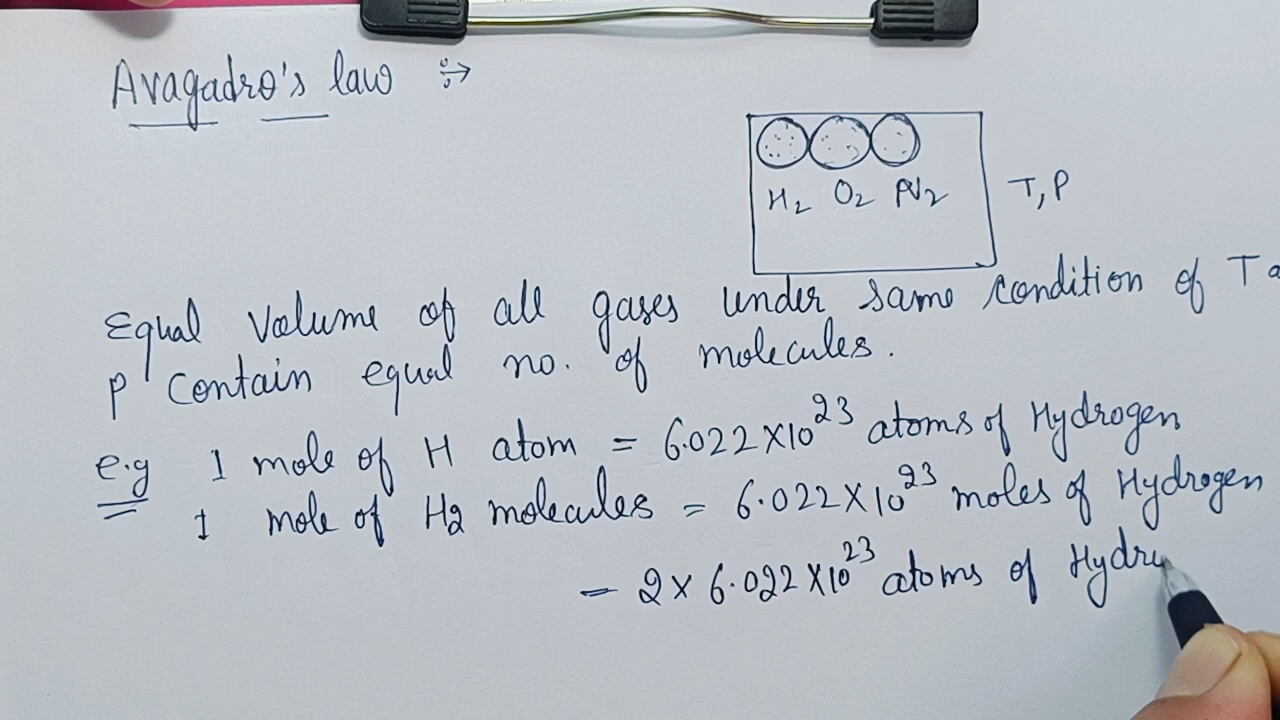 Avagadro's law
H2 O2 N2
T, P
Equal volume of all gases under same condition of T
P contain equal no. of molecules.
e.g 1 mole of H atom = 6.022×10^23 atoms of Hydrogen
1 mole of H2 molecules = 6.022×10^23 moles of Hydrogen
= 2×6.022×10^23 atoms of Hydr